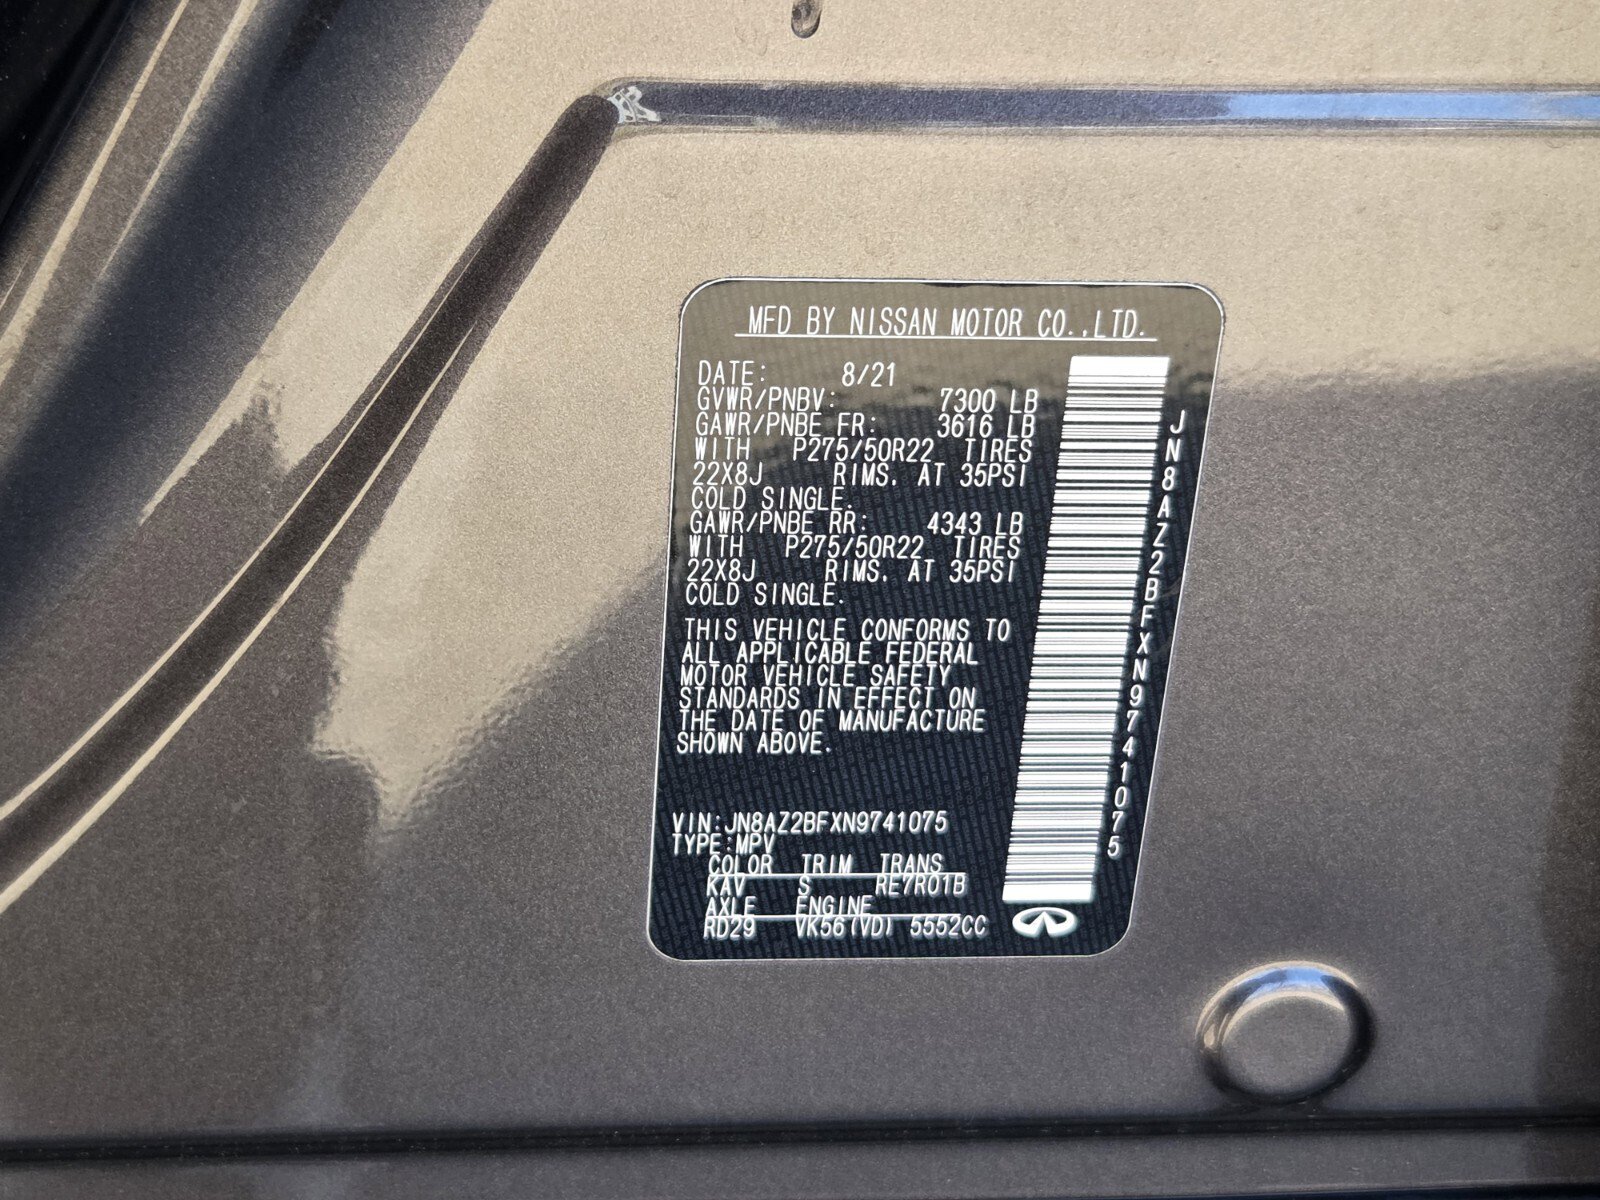 MFD BY NISSAN MOTOR CO.,LTD.
DATE: 8/21
GVWR/PNBV: 7300 LB
GAWR/PNBE FR: 3616 LB
WITH P275/50R22 TIRES
22X8J RIMS. AT 35PSI
COLD SINGLE.
GAWR/PNBE RR: 4343 LB
WITH P275/50R22 TIRES
22X8J RIMS. AT 35PSI
COLD SINGLE.
THIS VEHICLE CONFORMS TO
ALL APPLICABLE FEDERAL
MOTOR VEHICLE SAFETY
STANDARDS IN EFFECT ON
THE DATE OF MANUFACTURE
SHOWN ABOVE.
VIN:JN8AZ2BFXN9741075
TYPE:MPV
COLOR TRIM TRANS
KAV S RE7R01B
AXLE ENGINE
RD29 VK56(VD) 5552CC
JN8AZ2BFXN9741075